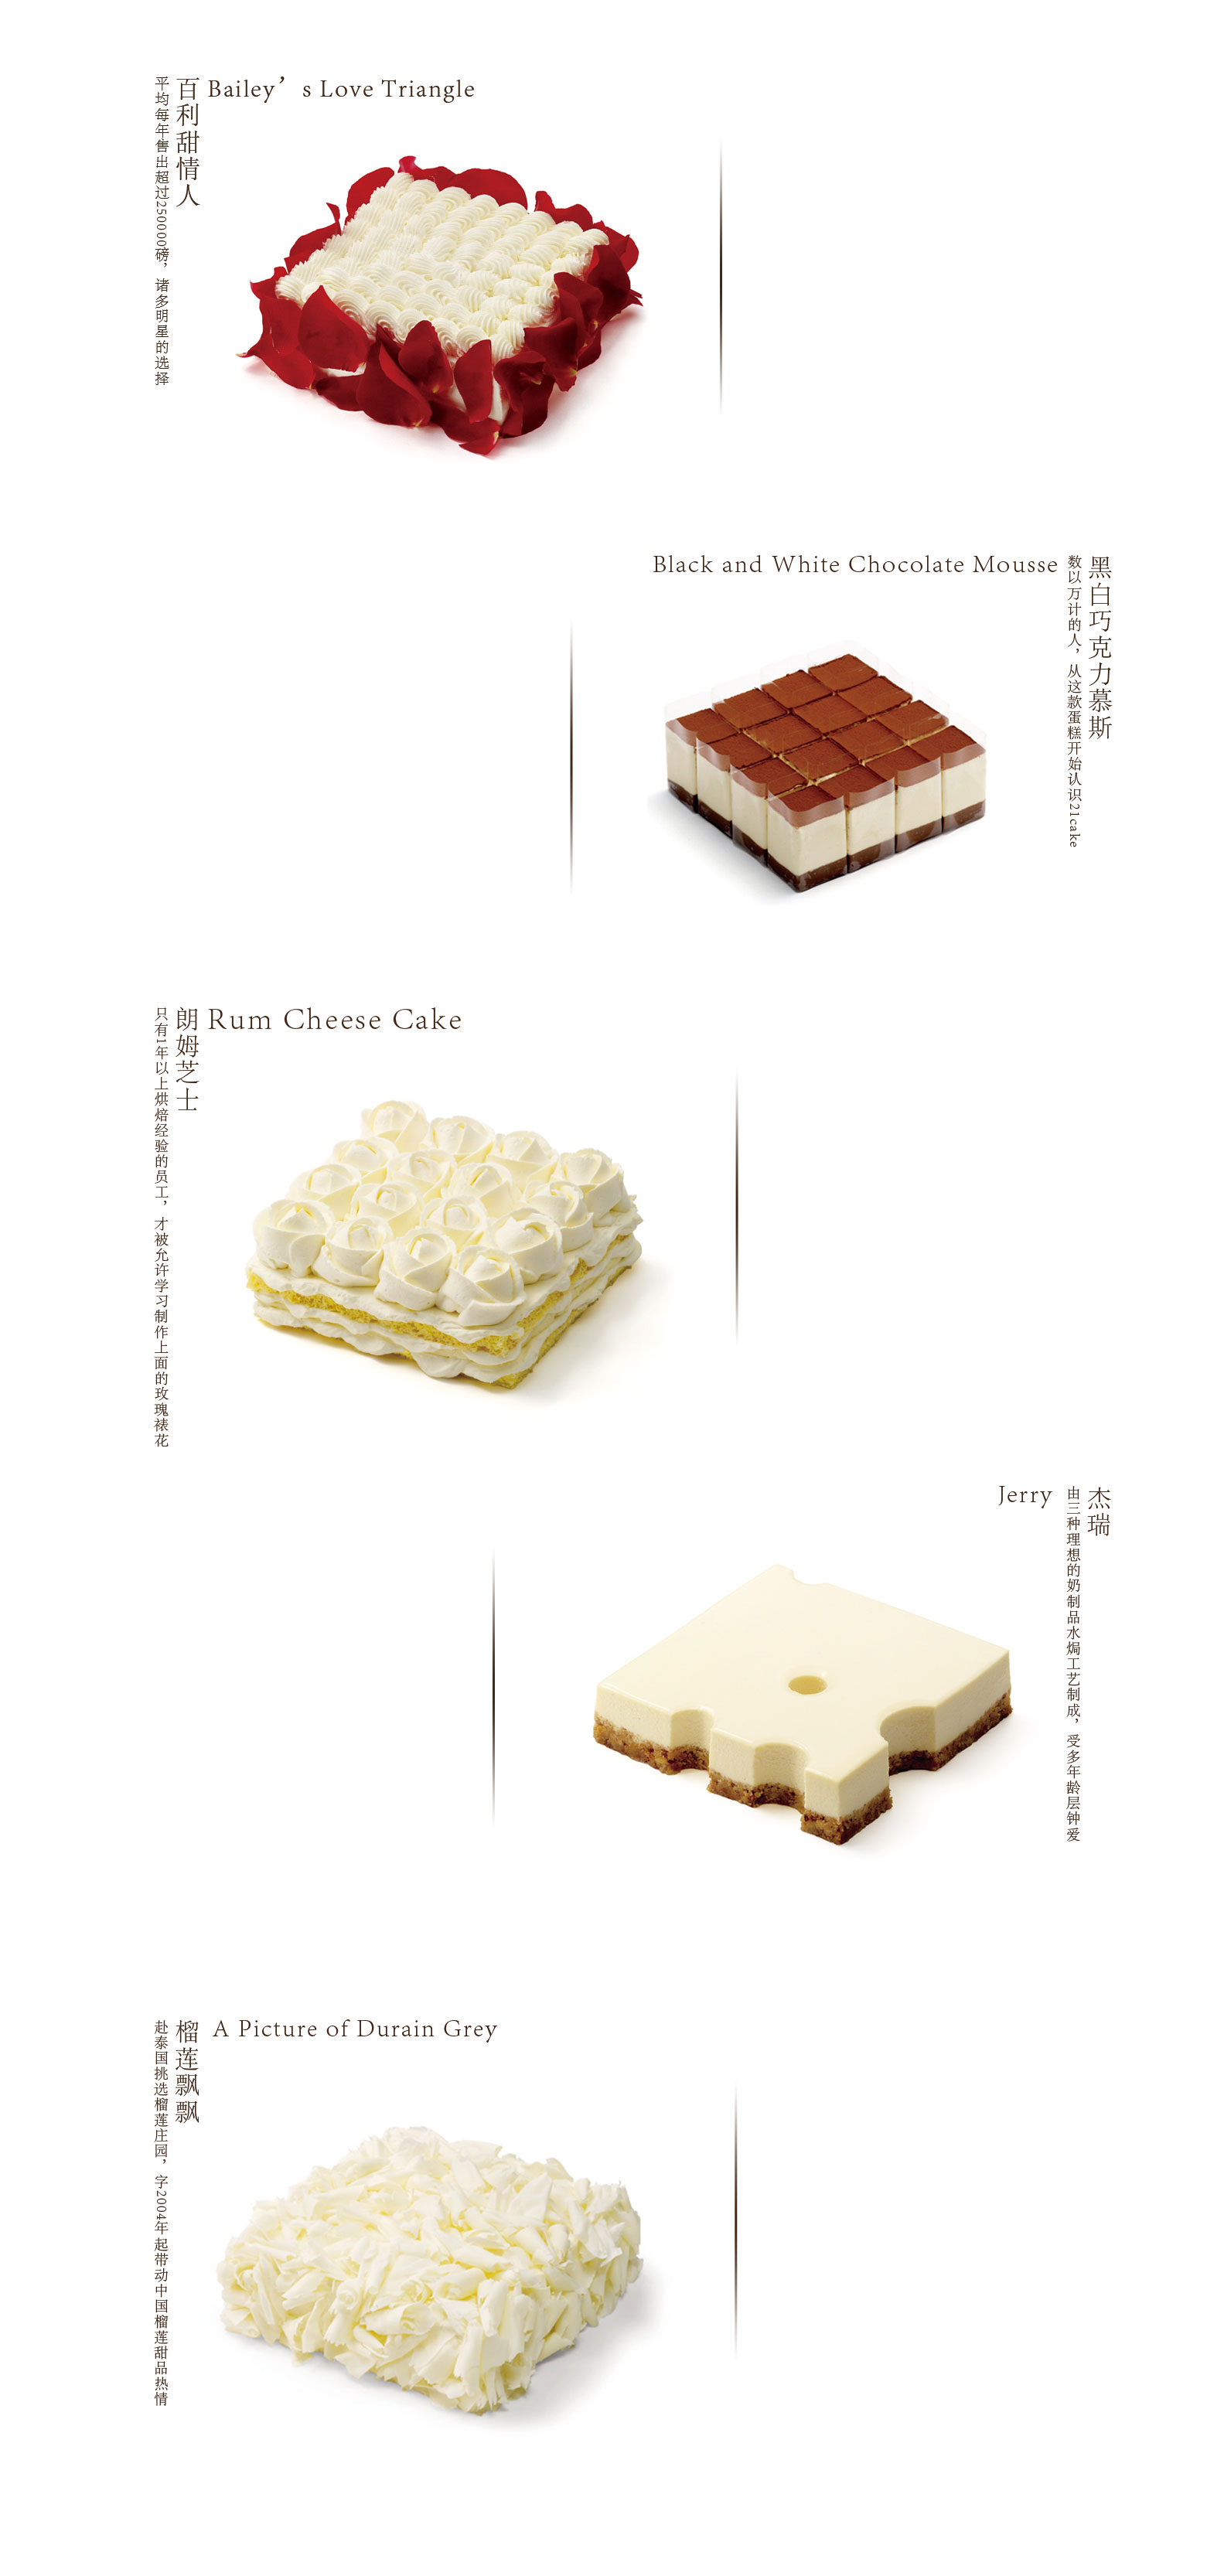 Bailey’s Love Triangle
百利甜情人
平均每年售出超过250000磅，诸多明星的选择
Black and White Chocolate Mousse
黑白巧克力慕斯
数以万计的人，从这款蛋糕开始认识21cake
Rum Cheese Cake
朗姆芝士
只有1年以上烘焙经验的员工，才被允许学习制作上面的玫瑰裱花
Jerry
杰瑞
由三种理想的奶制品水焗工艺制成，受多年龄层钟爱
A Picture of Durain Grey
榴莲飘飘
赴泰国挑选榴莲庄园，字2004年起带动中国榴莲甜品热情